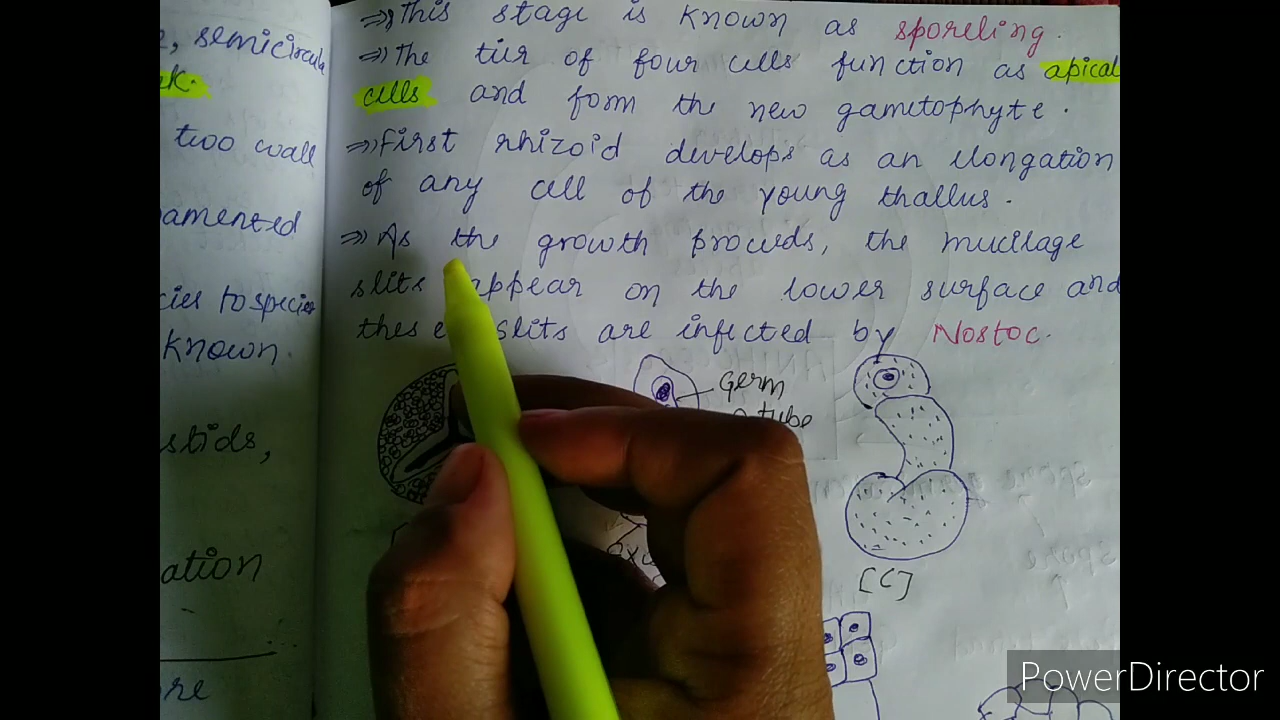 , semicircula
ek.
two wall
amented
cies to species
known.
stids,
ation
re
⇒ This stage is known as sporeling.
⇒ The tier of four cells function as apical
cells and form the new gametophyte.
⇒ First rhizoid develops as an elongation
of any cell of the young thallus.
⇒ As the growth proceeds, the mucilage
slits appear on the lower surface and
these slits are infected by Nostoc.
Germ
tube
[C]
PowerDirector